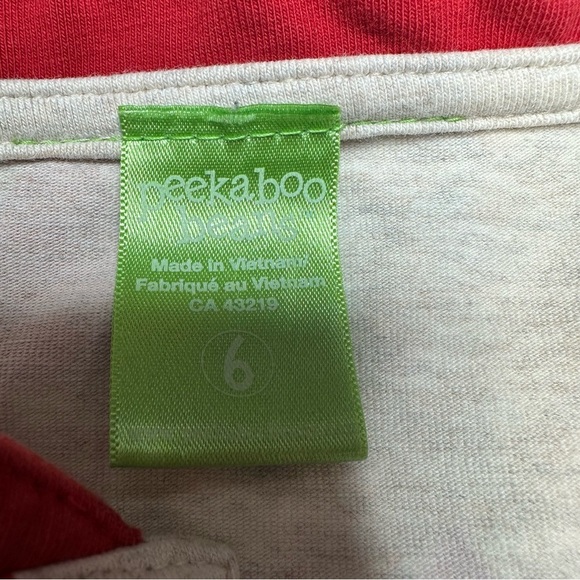 peekaboo
beans
Made in Vietnam/
Fabriqué au Vietnam
CA 43219
6